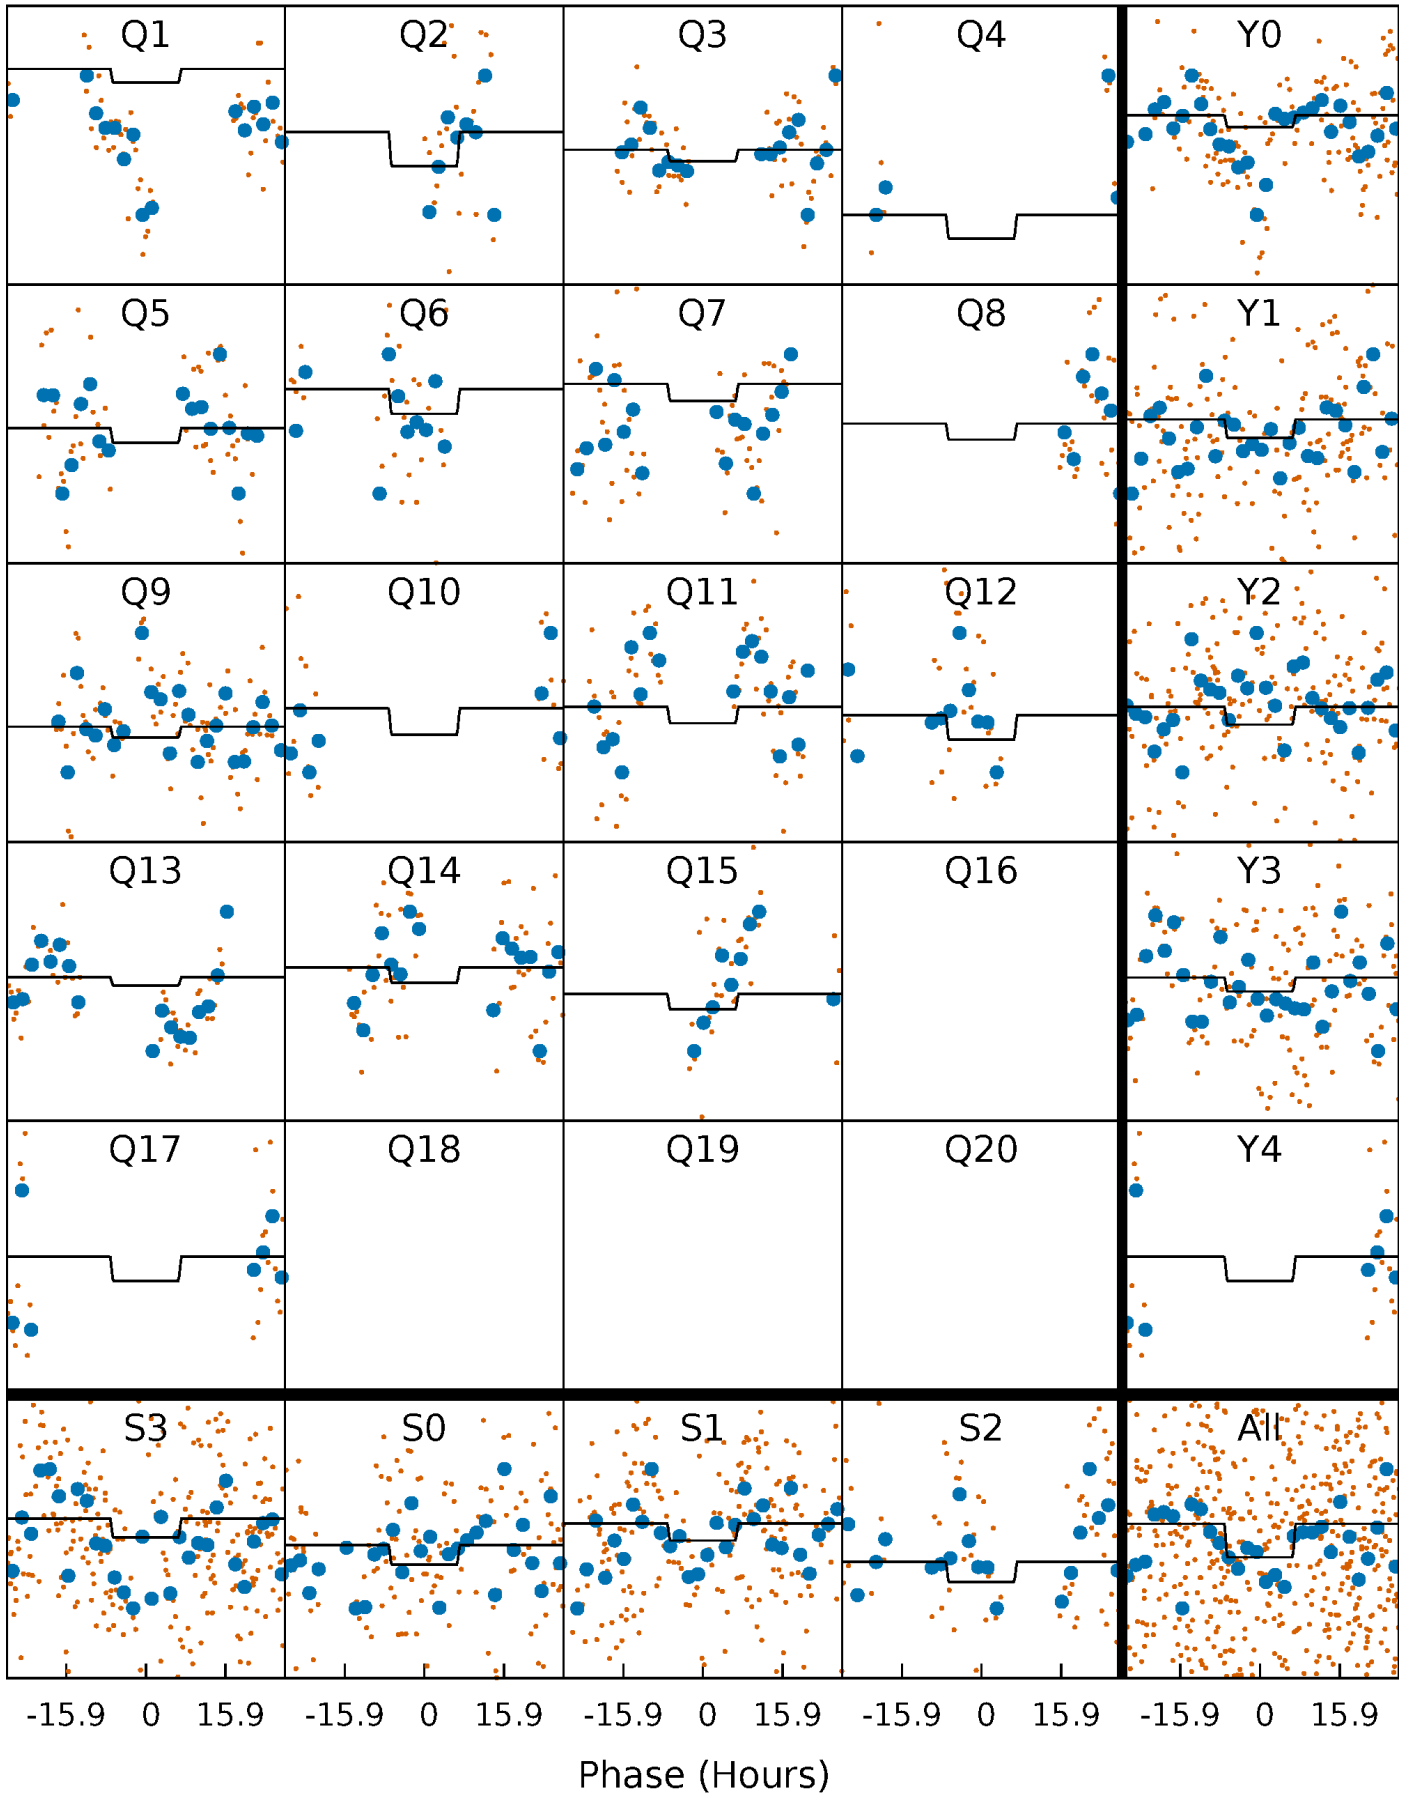 Q1 Q2 Q3 Q4 Y0
Q5 Q6 Q7 Q8 Y1
Q9 Q10 Q11 Q12 Y2
Q13 Q14 Q15 Q16 Y3
Q17 Q18 Q19 Q20 Y4
S3 S0 S1 S2 All
-15.9 0 15.9 -15.9 0 15.9 -15.9 0 15.9 -15.9 0 15.9 -15.9 0 15.9
Phase (Hours)